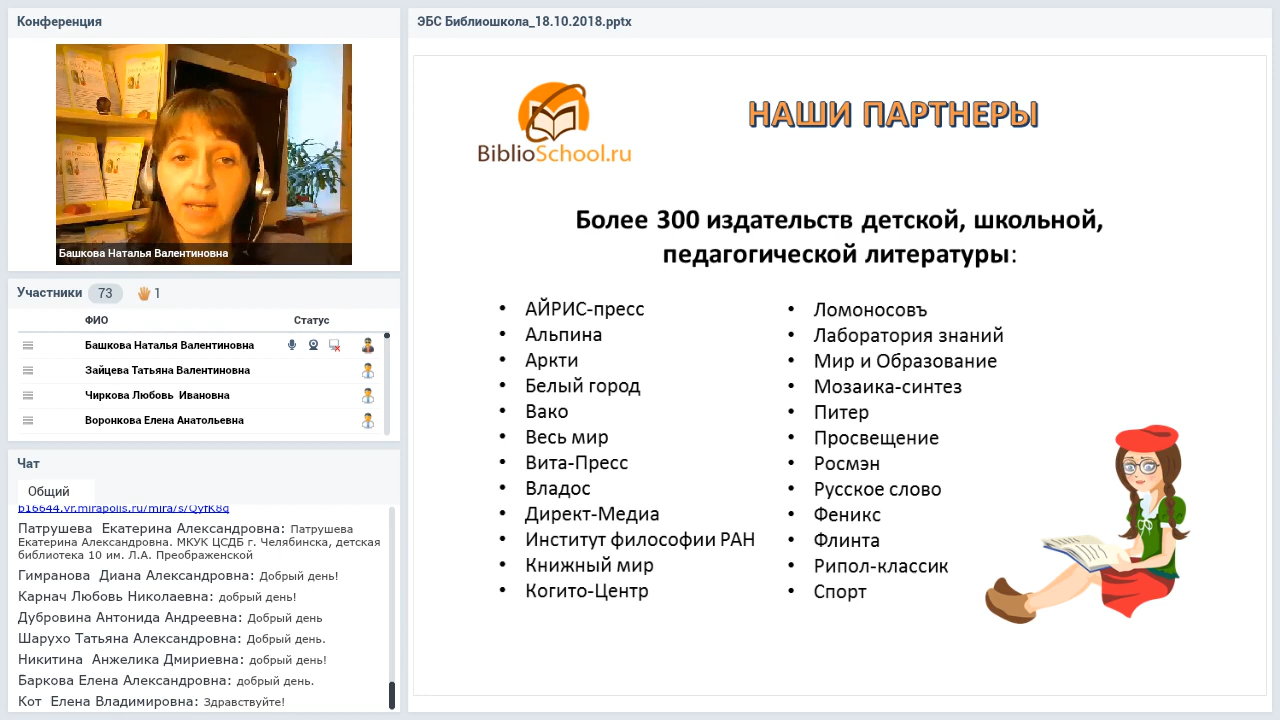 Конференция
Башкова Наталья Валентиновна
Участники 73 1
ФИО Статус
Башкова Наталья Валентиновна
Зайцева Татьяна Валентиновна
Чиркова Любовь Ивановна
Воронкова Елена Анатольевна
Чат
Общий
b16644.vr.mirapolis.ru/mira/s/QyfK8q
Патрушева Екатерина Александровна: Патрушева
Екатерина Александровна. МКУК ЦСДБ г. Челябинска, детская
библиотека 10 им. Л.А. Преображенской
Гимранова Диана Александровна: Добрый день!
Карнач Любовь Николаевна: добрый день!
Дубровина Антонида Андреевна: Добрый день
Шарухо Татьяна Александровна: Добрый день.
Никитина Анжелика Дмириевна: добрый день!
Баркова Елена Александровна: добрый день.
Кот Елена Владимировна: Здравствуйте!
ЭБС Библиошкола_18.10.2018.pptx
BiblioSchool.ru
НАШИ ПАРТНЕРЫ
Более 300 издательств детской, школьной,
педагогической литературы:
• АЙРИС-пресс
• Альпина
• Аркти
• Белый город
• Вако
• Весь мир
• Вита-Пресс
• Владос
• Директ-Медиа
• Институт философии РАН
• Книжный мир
• Когито-Центр
• Ломоносовъ
• Лаборатория знаний
• Мир и Образование
• Мозаика-синтез
• Питер
• Просвещение
• Росмэн
• Русское слово
• Феникс
• Флинта
• Рипол-классик
• Спорт